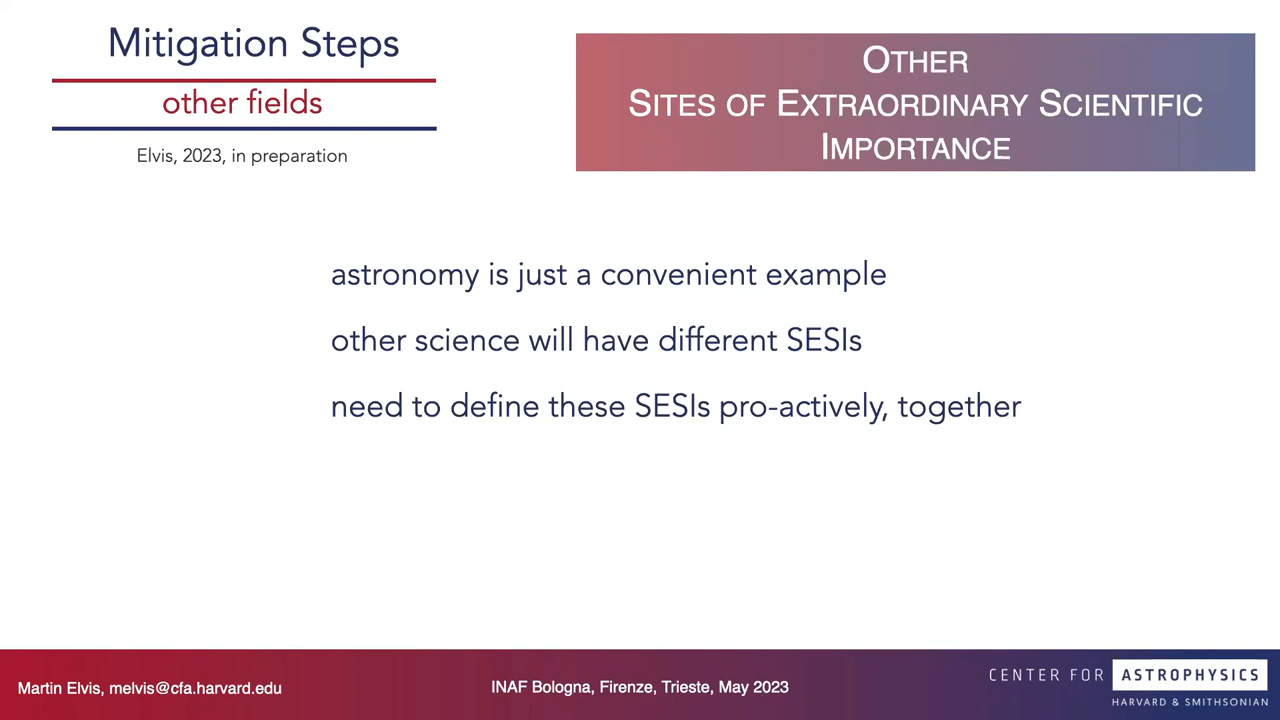 Mitigation Steps
other fields
Elvis, 2023, in preparation
OTHER
SITES OF EXTRAORDINARY SCIENTIFIC
IMPORTANCE
astronomy is just a convenient example
other science will have different SESIs
need to define these SESIs pro-actively, together
Martin Elvis, melvis@cfa.harvard.edu
INAF Bologna, Firenze, Trieste, May 2023
CENTER FOR ASTROPHYSICS
HARVARD & SMITHSONIAN